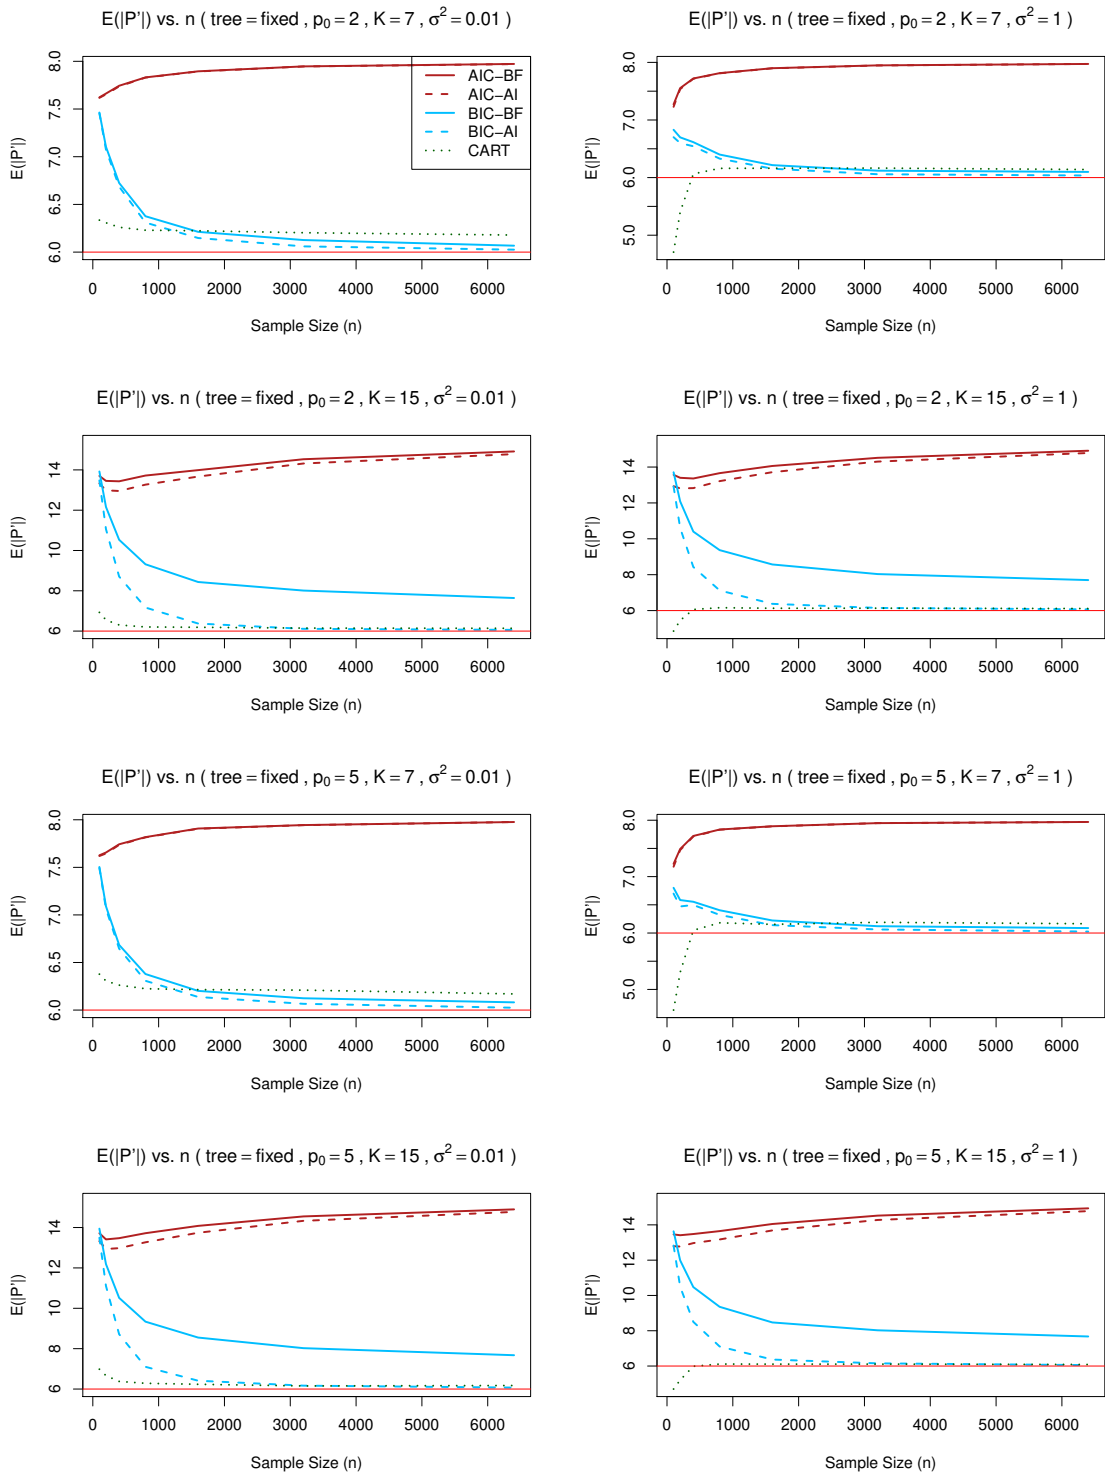 E(|P'|) vs. n ( tree = fixed , p₀ = 2 , K = 7 , σ² = 0.01 )
E(|P'|)
8.0
7.5
7.0
6.5
6.0
AIC−BF
AIC−AI
BIC−BF
BIC−AI
CART
0 1000 2000 3000 4000 5000 6000
Sample Size (n)
E(|P'|) vs. n ( tree = fixed , p₀ = 2 , K = 7 , σ² = 1 )
E(|P'|)
8.0
7.0
6.0
5.0
0 1000 2000 3000 4000 5000 6000
Sample Size (n)
E(|P'|) vs. n ( tree = fixed , p₀ = 2 , K = 15 , σ² = 0.01 )
E(|P'|)
14
12
10
8
6
0 1000 2000 3000 4000 5000 6000
Sample Size (n)
E(|P'|) vs. n ( tree = fixed , p₀ = 2 , K = 15 , σ² = 1 )
E(|P'|)
14
12
10
8
6
0 1000 2000 3000 4000 5000 6000
Sample Size (n)
E(|P'|) vs. n ( tree = fixed , p₀ = 5 , K = 7 , σ² = 0.01 )
E(|P'|)
8.0
7.5
7.0
6.5
6.0
0 1000 2000 3000 4000 5000 6000
Sample Size (n)
E(|P'|) vs. n ( tree = fixed , p₀ = 5 , K = 7 , σ² = 1 )
E(|P'|)
8.0
7.0
6.0
5.0
0 1000 2000 3000 4000 5000 6000
Sample Size (n)
E(|P'|) vs. n ( tree = fixed , p₀ = 5 , K = 15 , σ² = 0.01 )
E(|P'|)
14
12
10
8
6
0 1000 2000 3000 4000 5000 6000
Sample Size (n)
E(|P'|) vs. n ( tree = fixed , p₀ = 5 , K = 15 , σ² = 1 )
E(|P'|)
14
12
10
8
6
0 1000 2000 3000 4000 5000 6000
Sample Size (n)